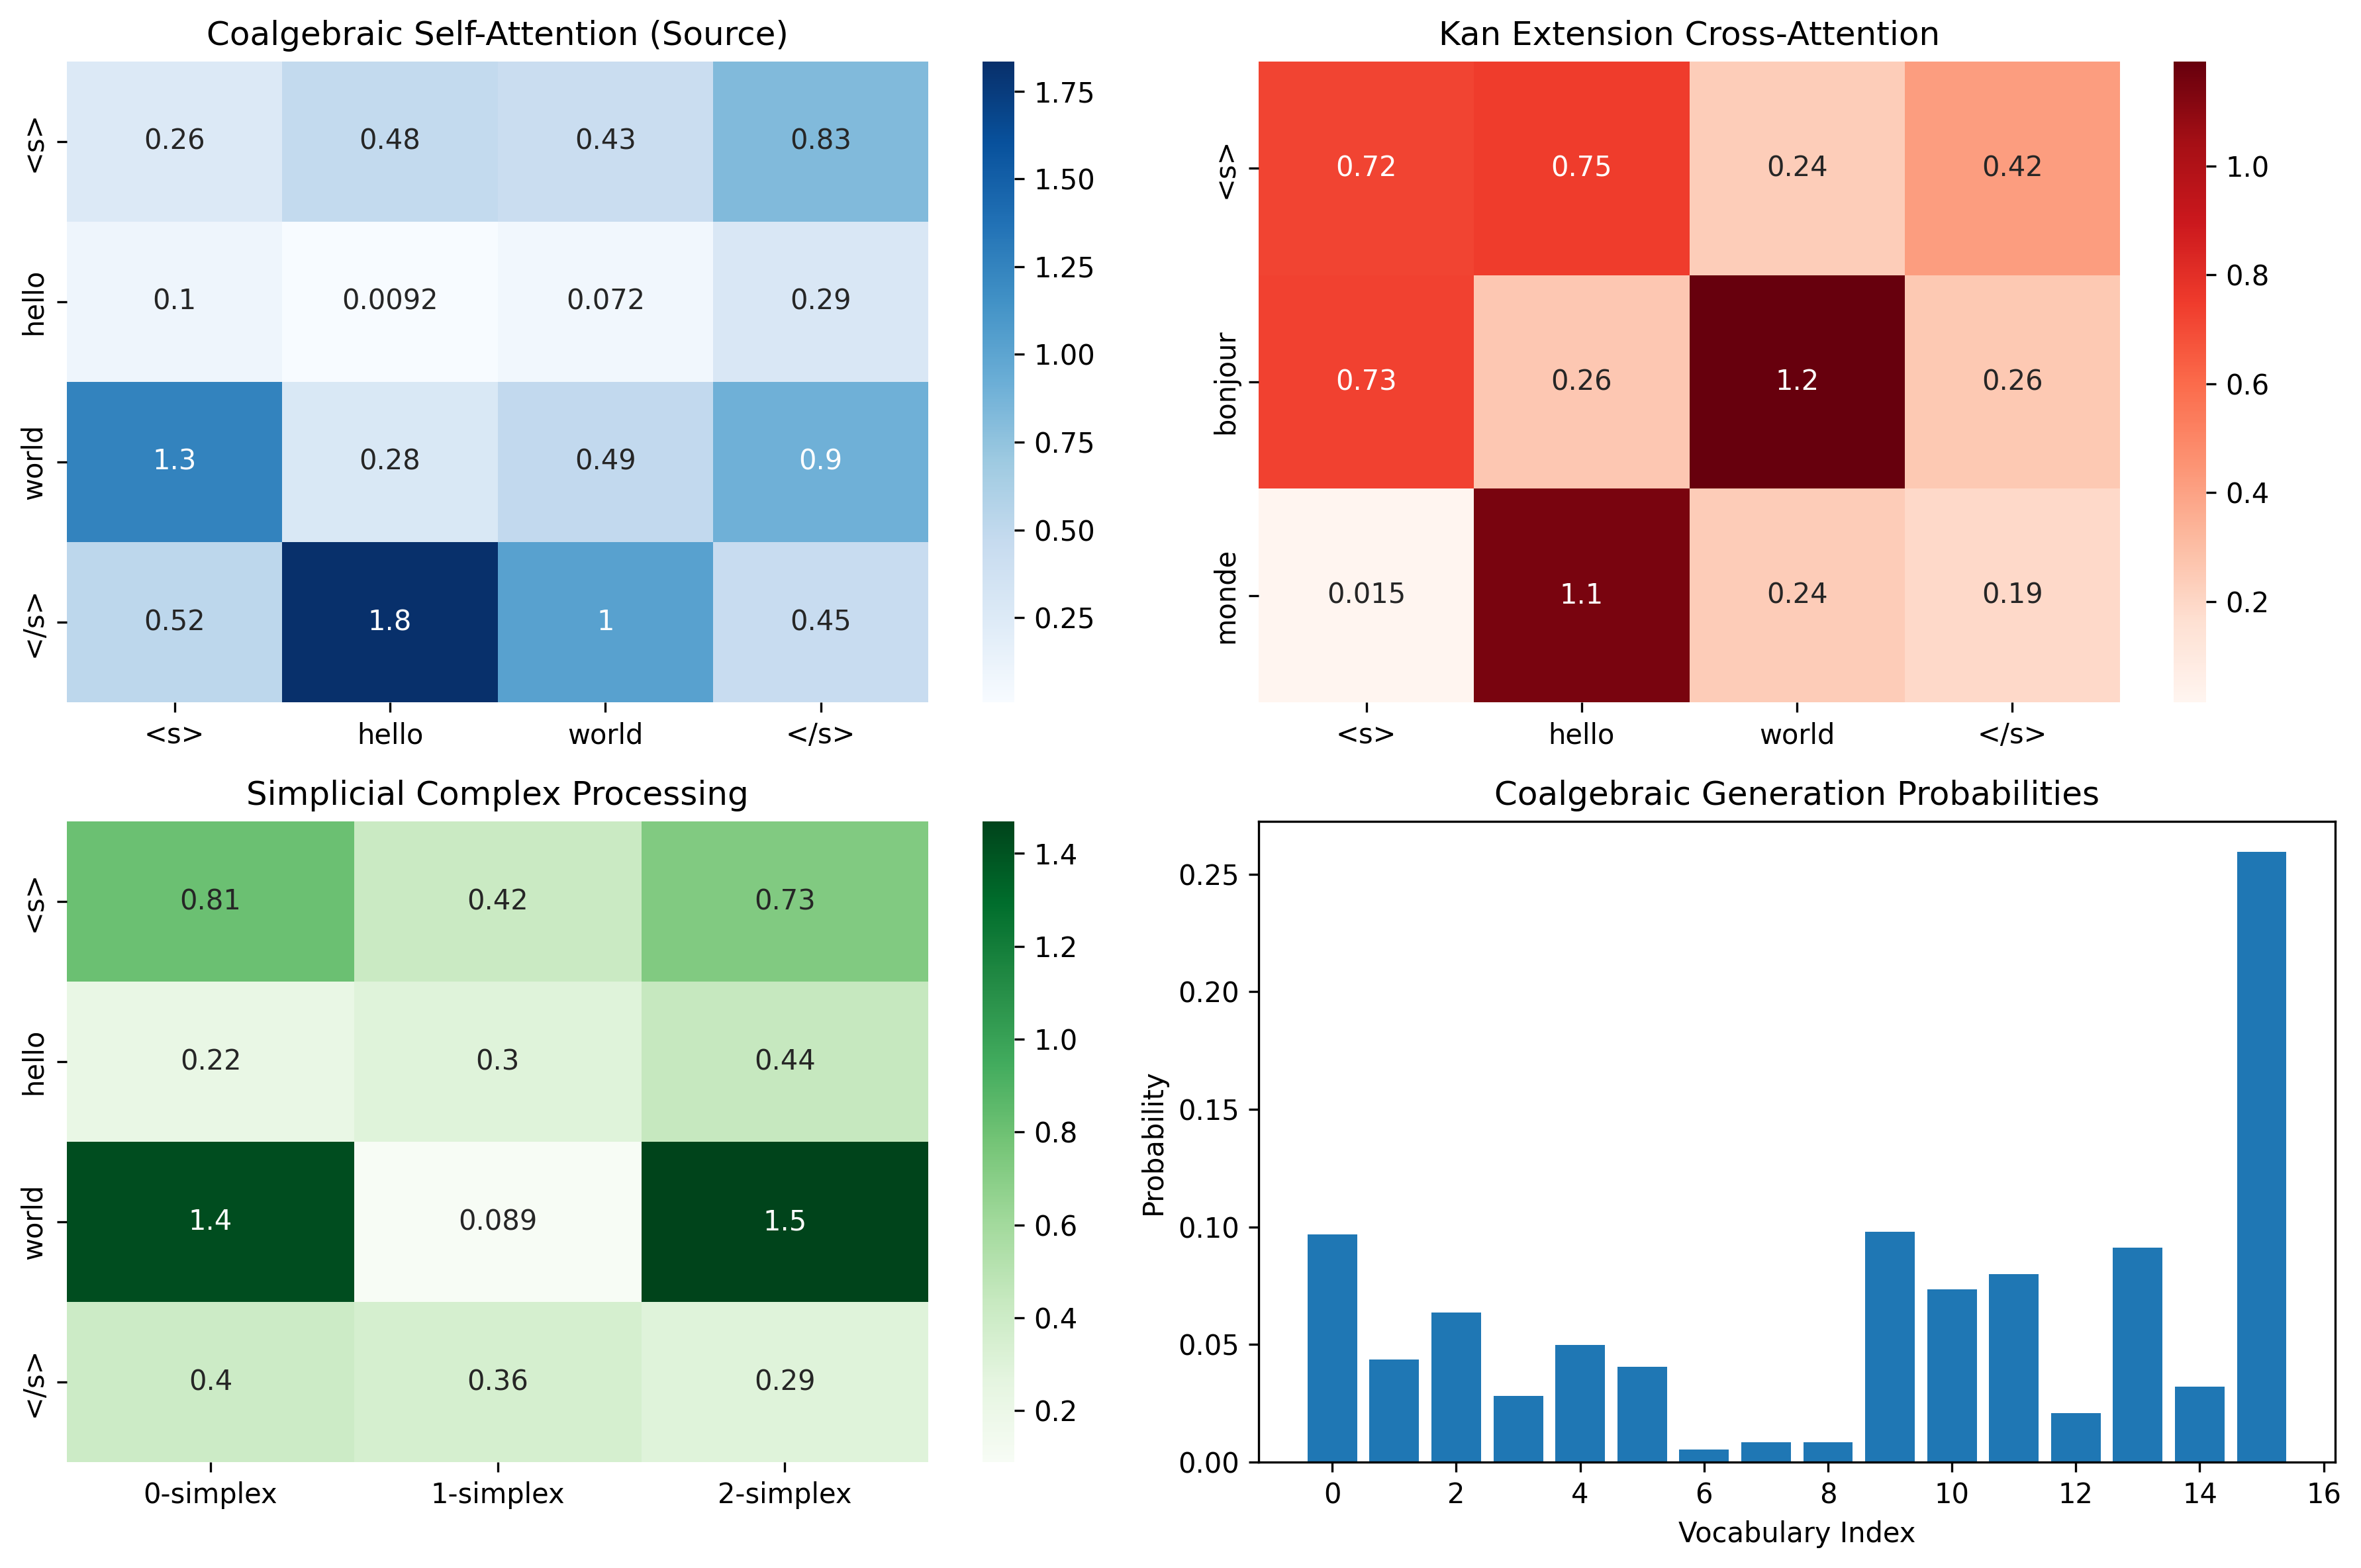 Coalgebraic Self-Attention (Source)
<s>
0.26 0.48 0.43 0.83
hello
0.1 0.0092 0.072 0.29
world
1.3 0.28 0.49 0.9
</s>
0.52 1.8 1 0.45
<s> hello world </s>
1.75
1.50
1.25
1.00
0.75
0.50
0.25
Kan Extension Cross-Attention
<s>
0.72 0.75 0.24 0.42
bonjour
0.73 0.26 1.2 0.26
monde
0.015 1.1 0.24 0.19
<s> hello world </s>
1.0
0.8
0.6
0.4
0.2
Simplicial Complex Processing
<s>
0.81 0.42 0.73
hello
0.22 0.3 0.44
world
1.4 0.089 1.5
</s>
0.4 0.36 0.29
0-simplex 1-simplex 2-simplex
1.4
1.2
1.0
0.8
0.6
0.4
0.2
Coalgebraic Generation Probabilities
Probability
0.25
0.20
0.15
0.10
0.05
0.00
0 2 4 6 8 10 12 14 16
Vocabulary Index